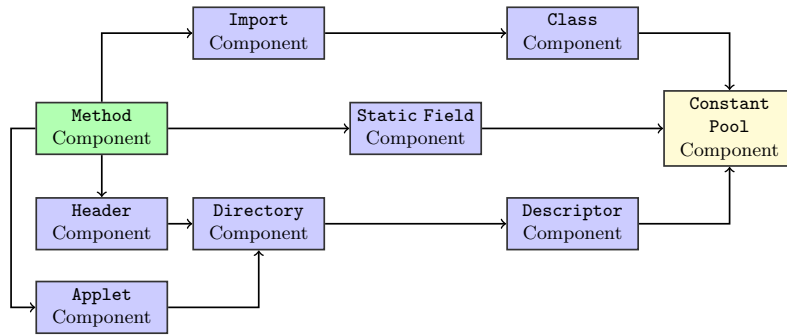 Import
Component
Class
Component
Method
Component
Static Field
Component
Constant
Pool
Component
Header
Component
Directory
Component
Descriptor
Component
Applet
Component